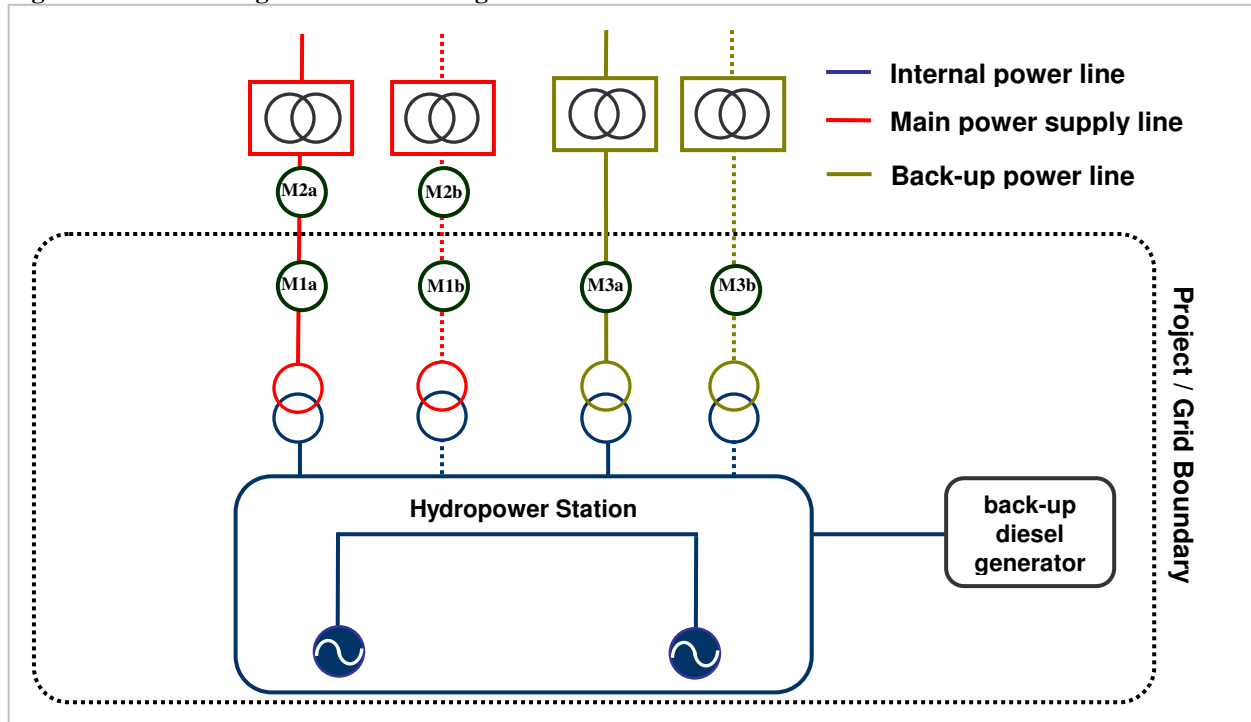 Internal power line
Main power supply line
Back-up power line
M2a
M2b
M1a
M1b
M3a
M3b
Hydropower Station
back-up
diesel
generator
Project / Grid Boundary